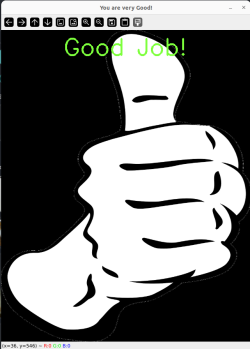 You are very Good!
Good Job!
(x=36, y=546) ~ R:0 G:0 B:0